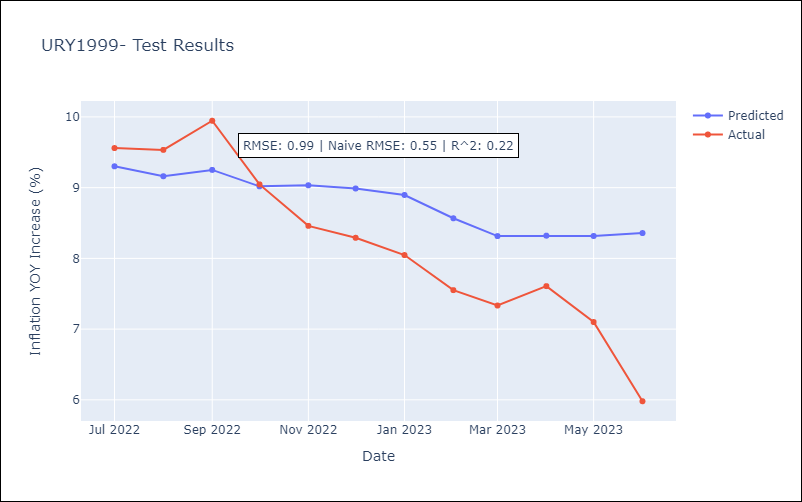 URY1999- Test Results
Predicted
Actual
RMSE: 0.99 | Naive RMSE: 0.55 | R^2: 0.22
Inflation YOY Increase (%)
10
9
8
7
6
Jul 2022 Sep 2022 Nov 2022 Jan 2023 Mar 2023 May 2023
Date